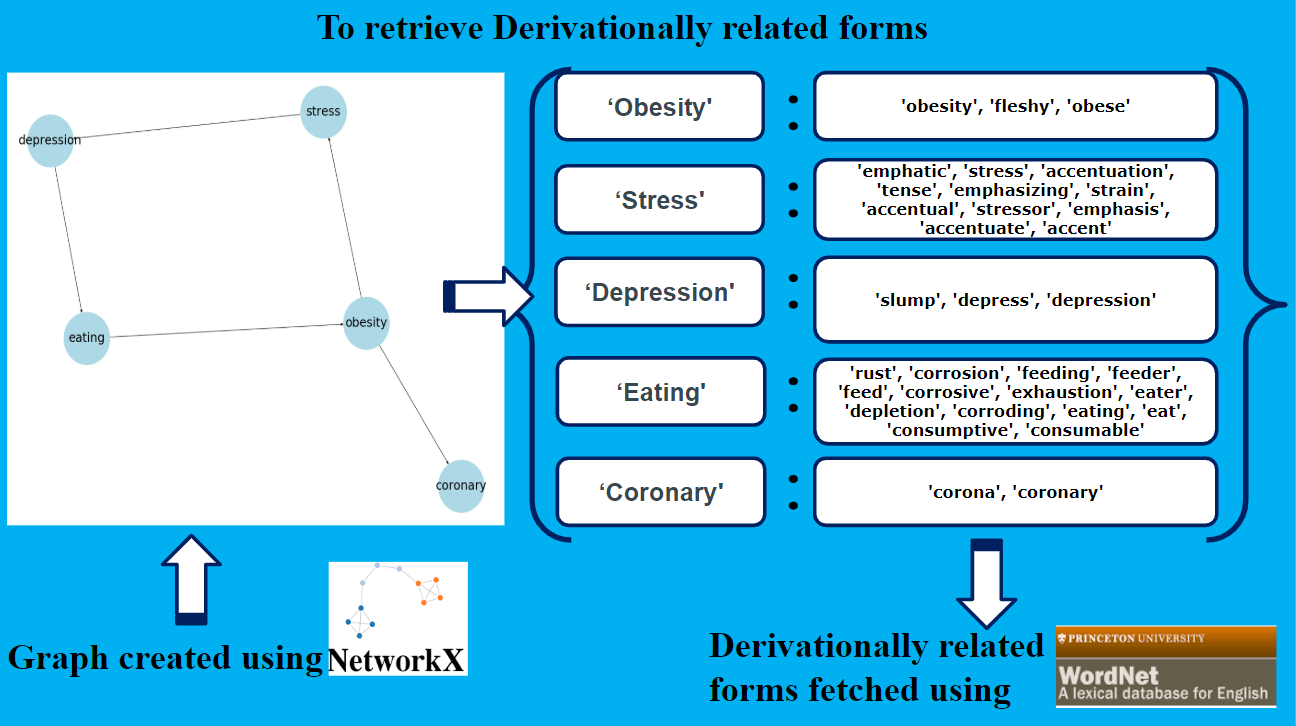 To retrieve Derivationally related forms
stress
depression
eating
obesity
coronary
‘Obesity'
:
'obesity', 'fleshy', 'obese'
‘Stress'
:
'emphatic', 'stress', 'accentuation',
'tense', 'emphasizing', 'strain',
'accentual', 'stressor', 'emphasis',
'accentuate', 'accent'
‘Depression'
:
'slump', 'depress', 'depression'
‘Eating'
:
'rust', 'corrosion', 'feeding', 'feeder',
'feed', 'corrosive', 'exhaustion', 'eater',
'depletion', 'corroding', 'eating', 'eat',
'consumptive', 'consumable'
‘Coronary'
:
'corona', 'coronary'
Graph created using
NetworkX
Derivationally related
forms fetched using
PRINCETON UNIVERSITY
WordNet
A lexical database for English